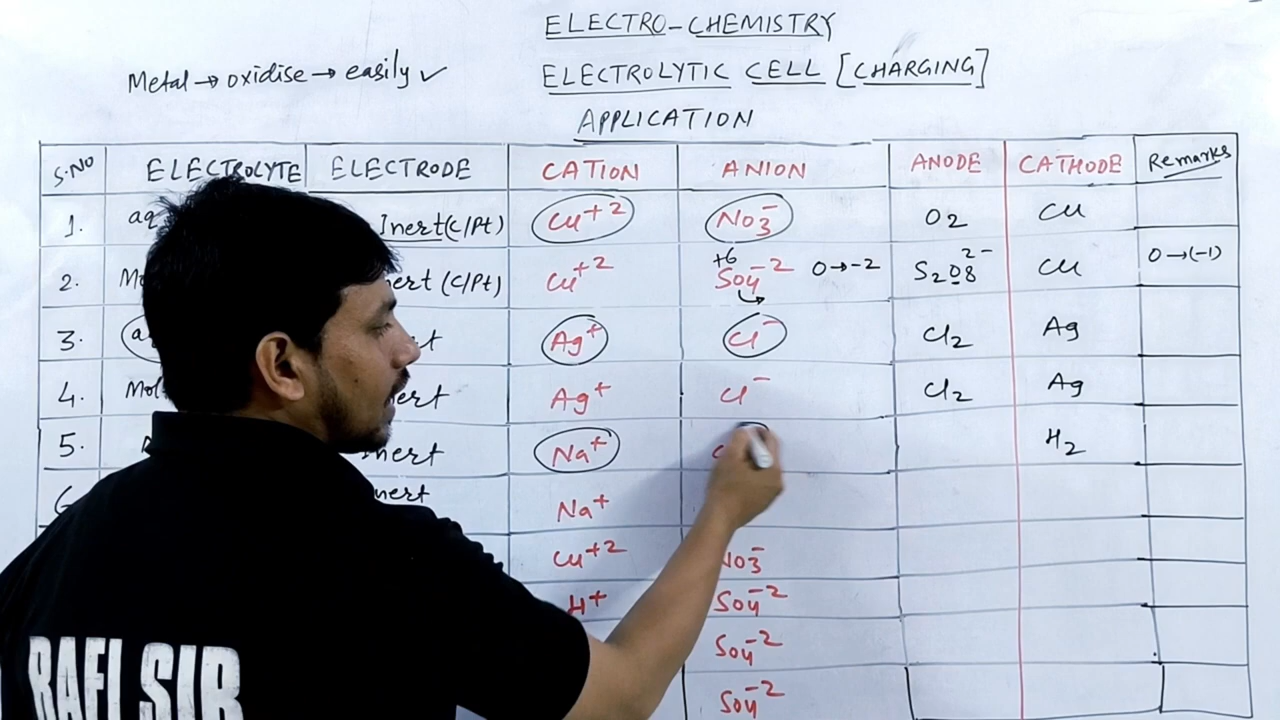 ELECTRO-CHEMISTRY
Metal → oxidise → easily ✓
ELECTROLYTIC CELL [CHARGING]
APPLICATION
S.NO ELECTROLYTE ELECTRODE CATION ANION ANODE CATHODE Remarks
1. aq Inert (C/Pt) Cu+2 NO3- O2 Cu
2. (C/Pt) Cu+2 +6 SO4-2 O→-2 S2O8 2- Cu O→(-1)
3. Ag+ Cl- Cl2 Ag
4. Ag+ Cl- Cl2 Ag
5. Na+ H2
Na+
Cu+2 NO3-
H+ SO4-2
SO4-2
SO4-2
RAFI SIR